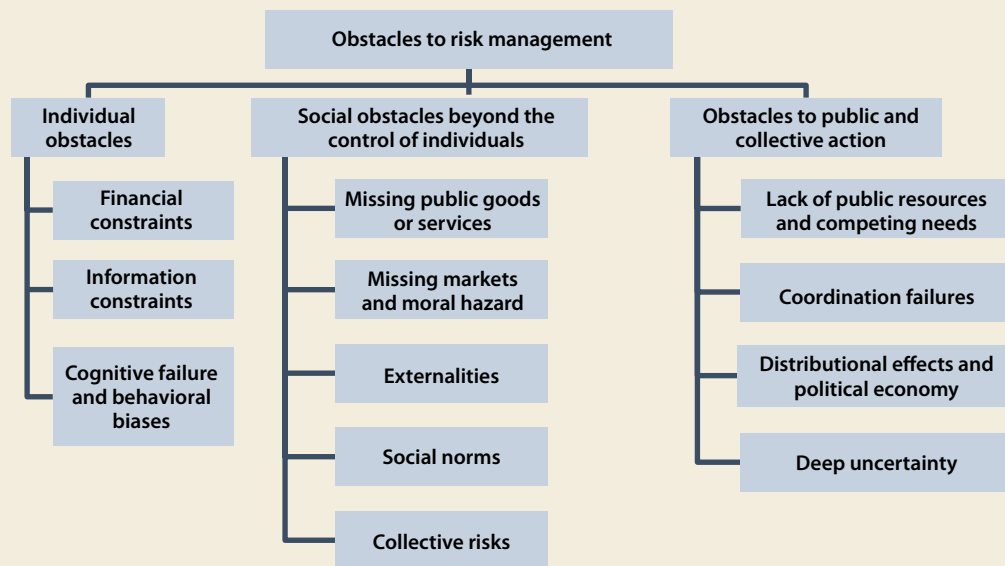 Obstacles to risk management
Individual
obstacles
Financial
constraints
Information
constraints
Cognitive failure
and behavioral
biases
Social obstacles beyond the
control of individuals
Missing public goods
or services
Missing markets
and moral hazard
Externalities
Social norms
Collective risks
Obstacles to public and
collective action
Lack of public resources
and competing needs
Coordination failures
Distributional effects and
political economy
Deep uncertainty